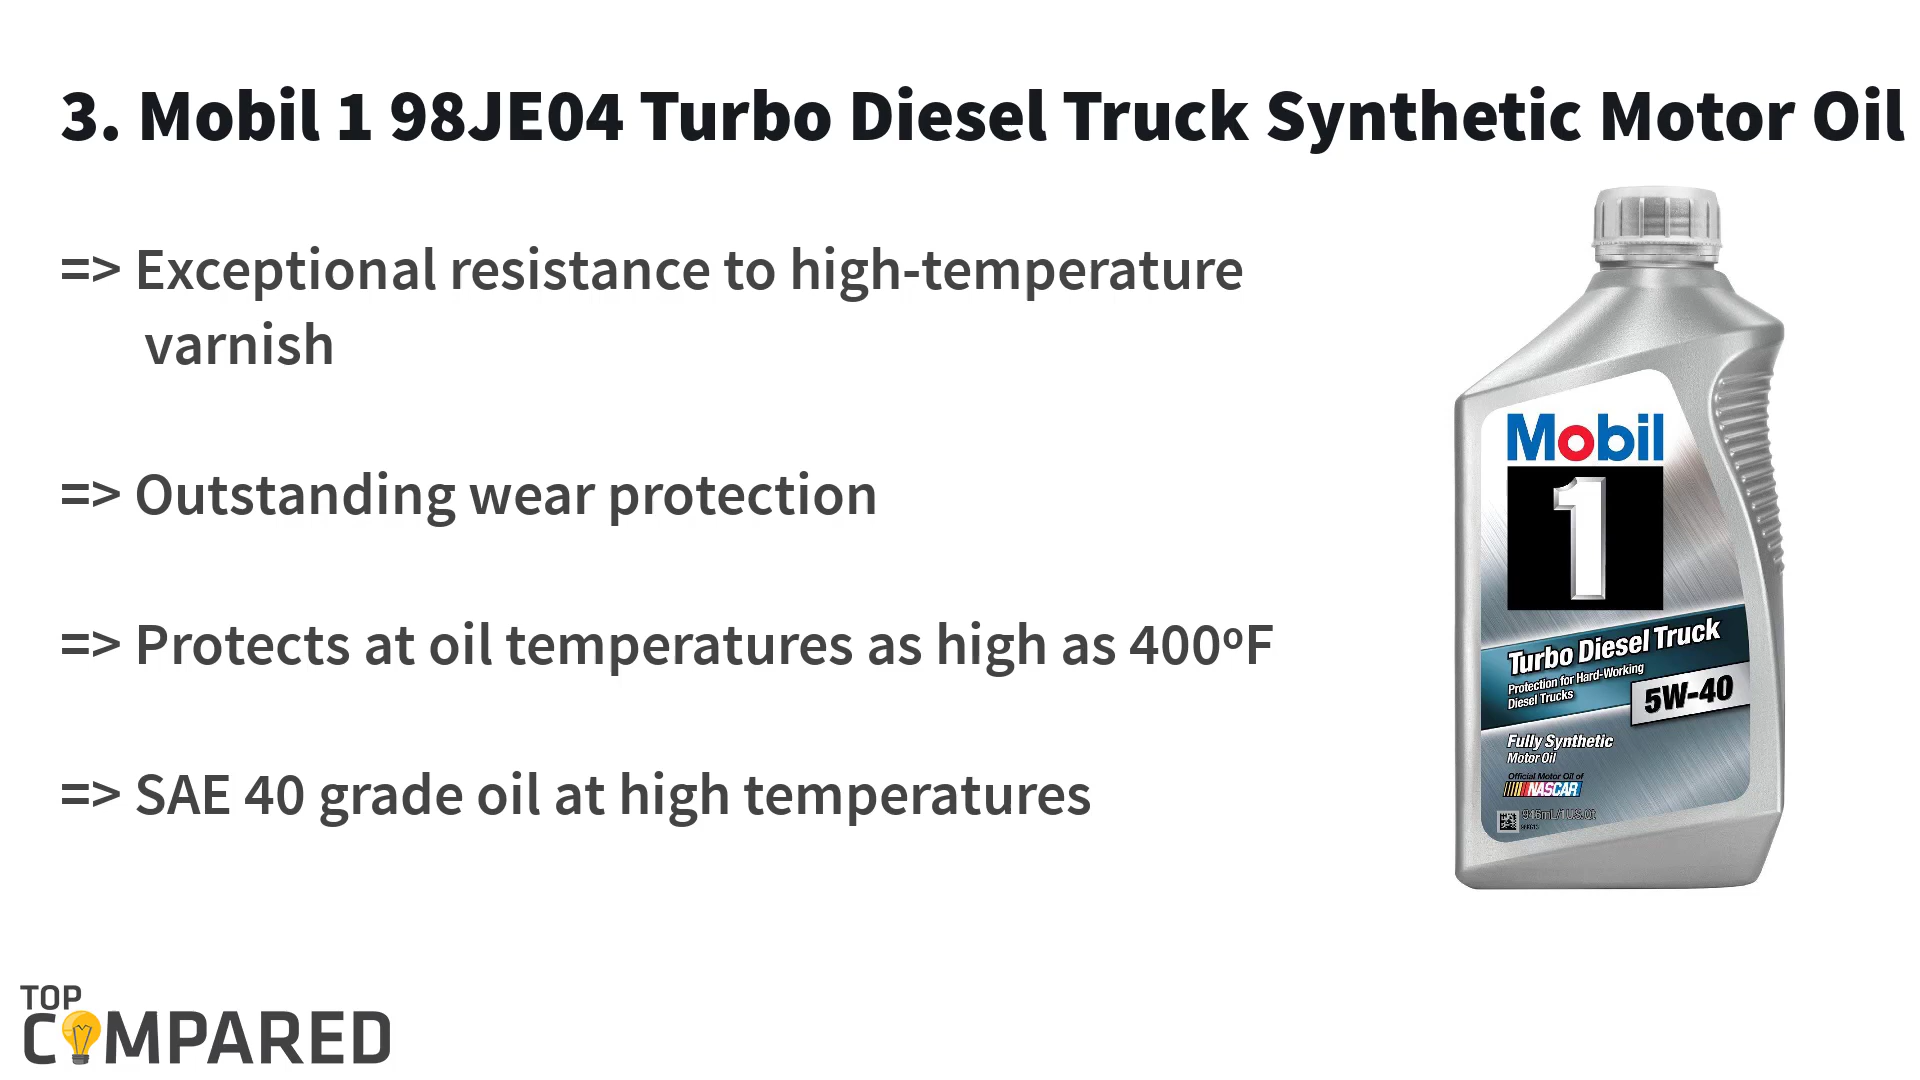 3. Mobil 1 98JE04 Turbo Diesel Truck Synthetic Motor Oil
=> Exceptional resistance to high-temperature
varnish
=> Outstanding wear protection
=> Protects at oil temperatures as high as 400ºF
=> SAE 40 grade oil at high temperatures
Mobil
1
Turbo Diesel Truck
Protection for Hard-Working
Diesel Trucks
5W-40
Fully Synthetic
Motor Oil
Official Motor Oil of
NASCAR
946mL/1 U.S. Qt
TOP
COMPARED